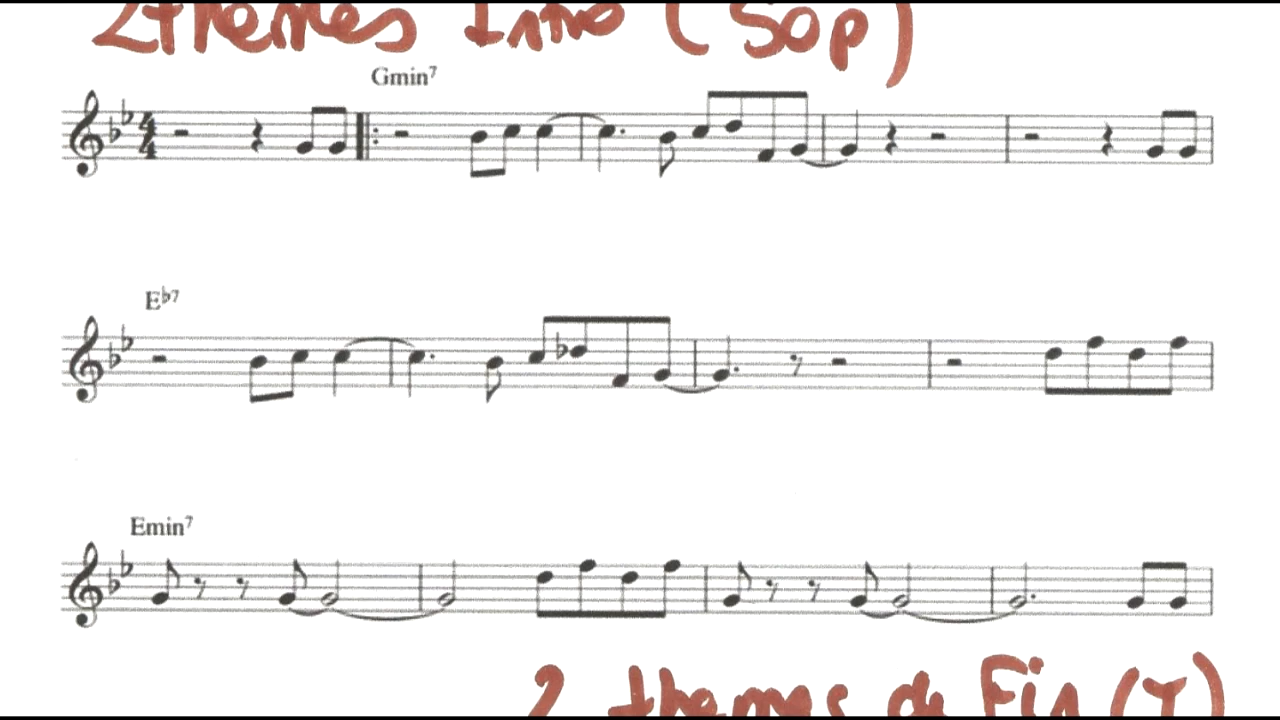 2 themes Intro (Sop)
Gmin7
E♭7
Emin7
2 themes de Fin (T)